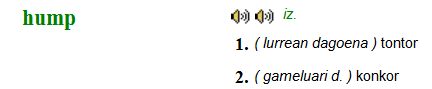 hump iz.
1. ( lurrean dagoena ) tontor
2. ( gameluari d. ) konkor